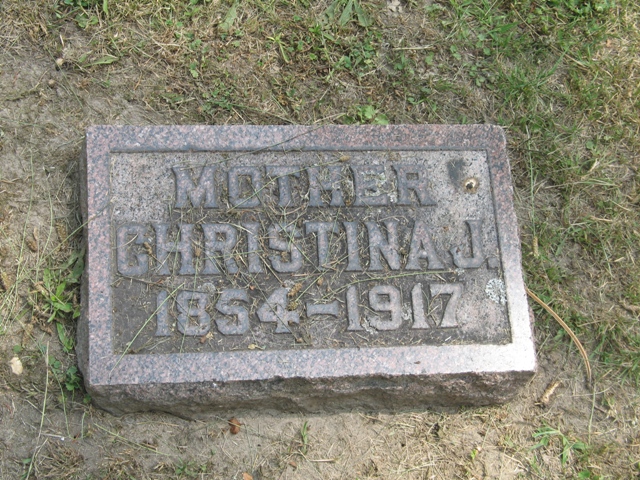 MOTHER
CHRISTINA J.
1854-1917